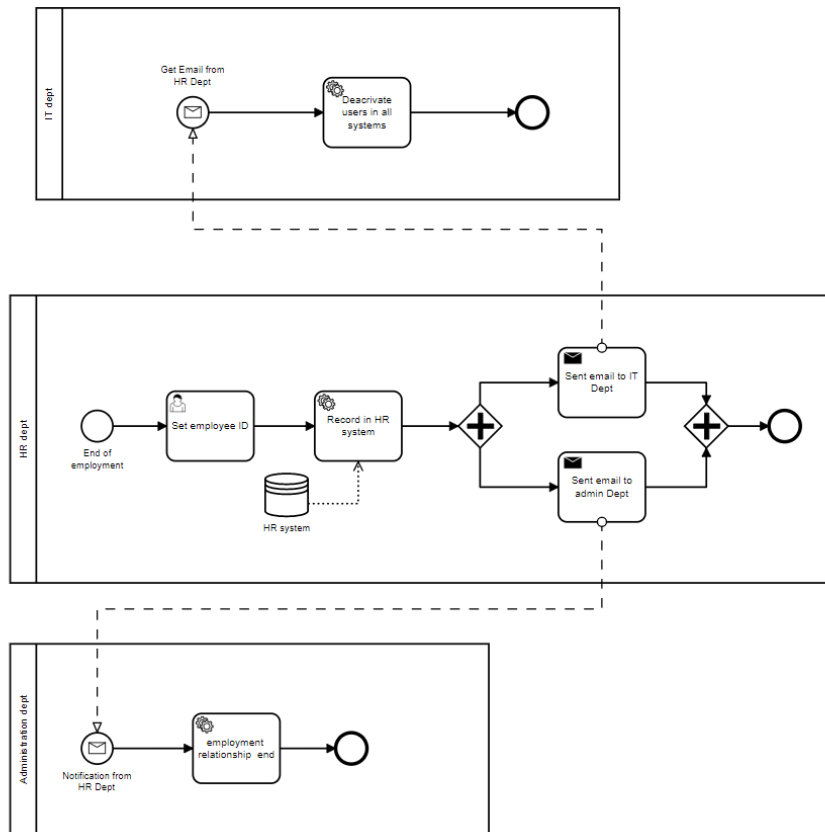 IT dept
Get Email from
HR Dept
Deacrivate
users in all
systems
HR dept
End of
employment
Set employee ID
Record in HR
system
HR system
Sent email to IT
Dept
Sent email to
admin Dept
Administration dept
Notification from
HR Dept
employment
relationship end